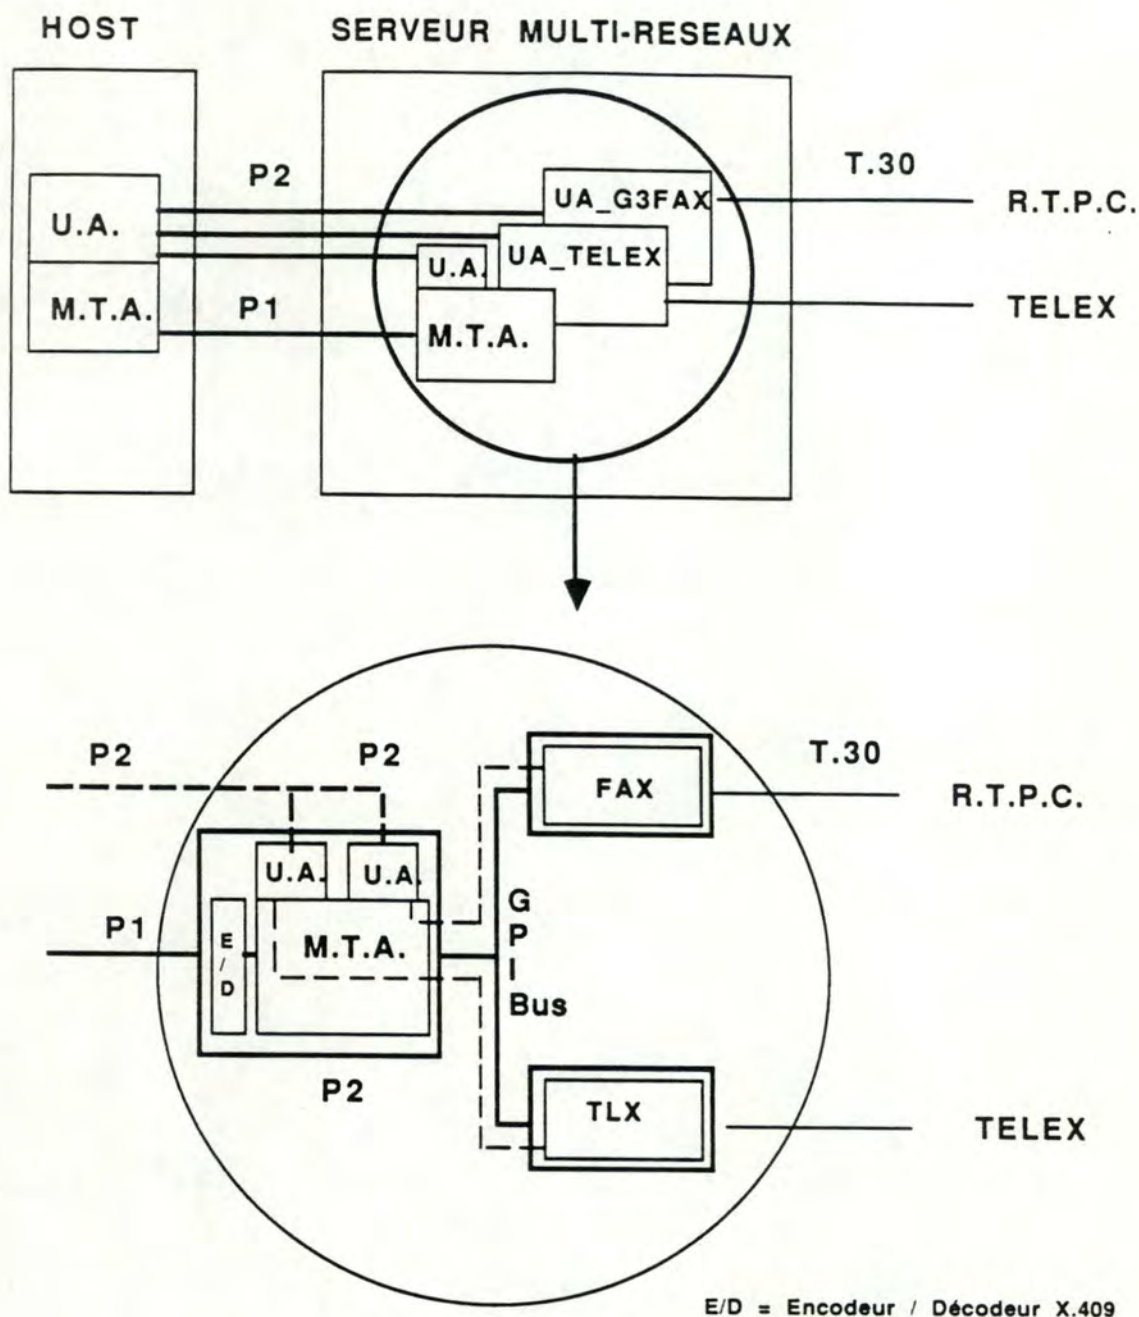 HOST
SERVEUR MULTI-RESEAUX
P2
T.30
UA_G3FAX
R.T.P.C.
U.A.
UA_TELEX
U.A.
M.T.A.
P1
TELEX
M.T.A.
P2
P2
T.30
FAX
R.T.P.C.
U.A.
U.A.
G
P
I
Bus
P1
E
/
D
M.T.A.
P2
TLX
TELEX
E/D = Encodeur / Décodeur X.409